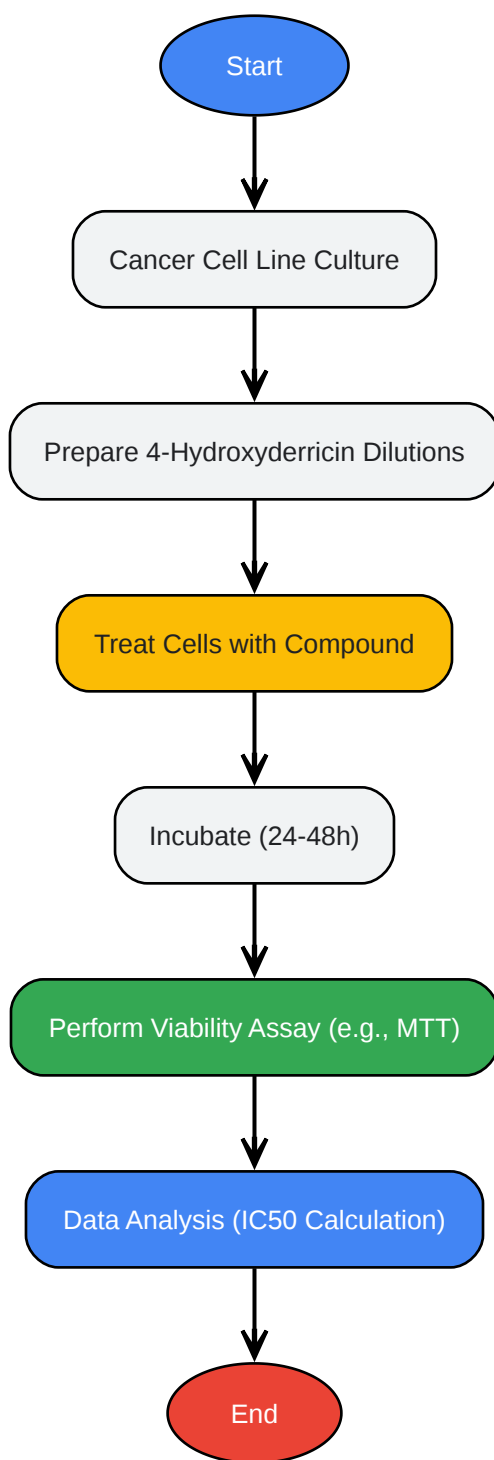 Start
Cancer Cell Line Culture
Prepare 4-Hydroxyderricin Dilutions
Treat Cells with Compound
Incubate (24-48h)
Perform Viability Assay (e.g., MTT)
Data Analysis (IC50 Calculation)
End